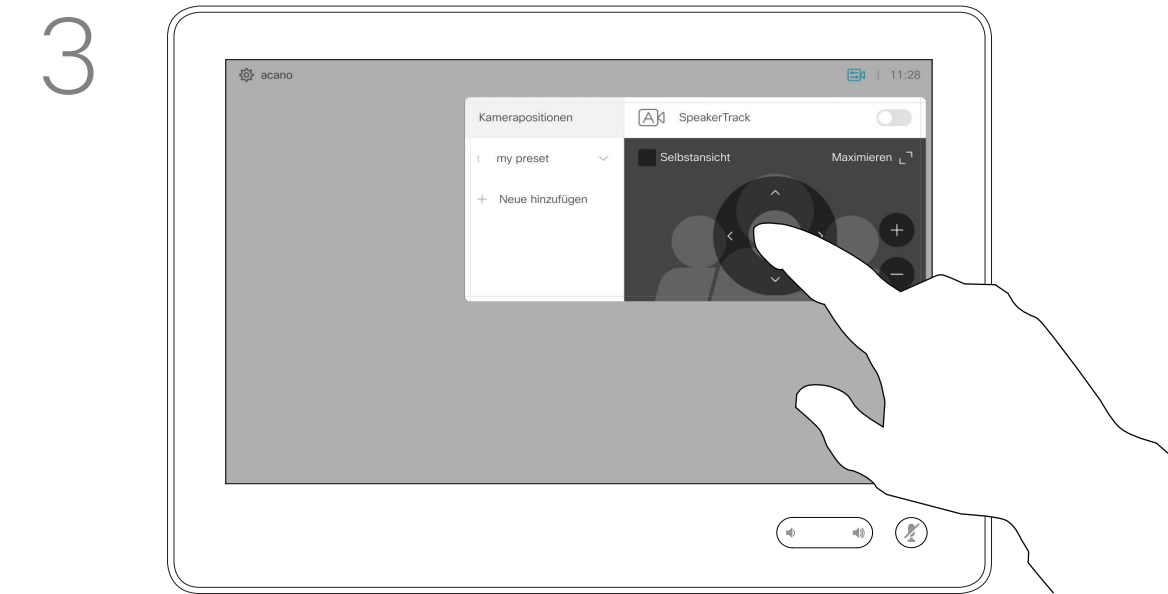 3
acano
11:28
Kamerapositionen
SpeakerTrack
1 my preset
Selbstansicht
Maximieren
+ Neue hinzufügen